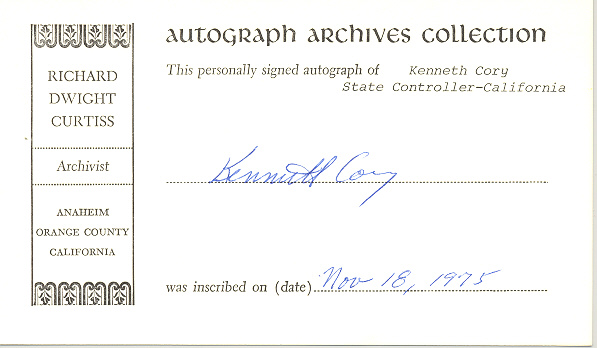 RICHARD
DWIGHT
CURTISS
Archivist
ANAHEIM
ORANGE COUNTY
CALIFORNIA
autograph archives collection
This personally signed autograph of Kenneth Cory
State Controller-California
Kenneth Cory
was inscribed on (date) Nov 18, 1975